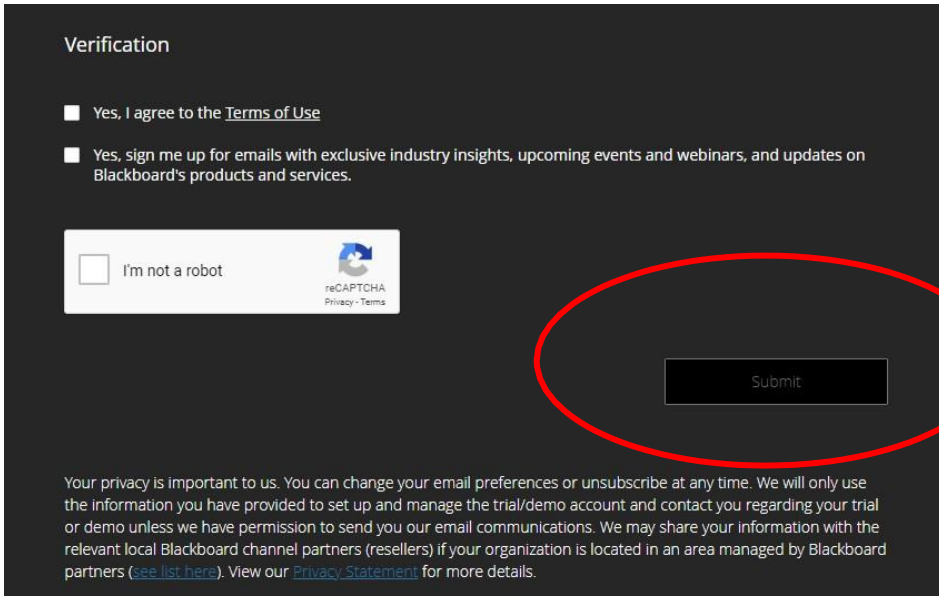 Verification
Yes, I agree to the Terms of Use
Yes, sign me up for emails with exclusive industry insights, upcoming events and webinars, and updates on
Blackboard's products and services.
I'm not a robot
reCAPTCHA
Privacy - Terms
Submit
Your privacy is important to us. You can change your email preferences or unsubscribe at any time. We will only use
the information you have provided to set up and manage the trial/demo account and contact you regarding your trial
or demo unless we have permission to send you our email communications. We may share your information with the
relevant local Blackboard channel partners (resellers) if your organization is located in an area managed by Blackboard
partners (see list here). View our Privacy Statement for more details.